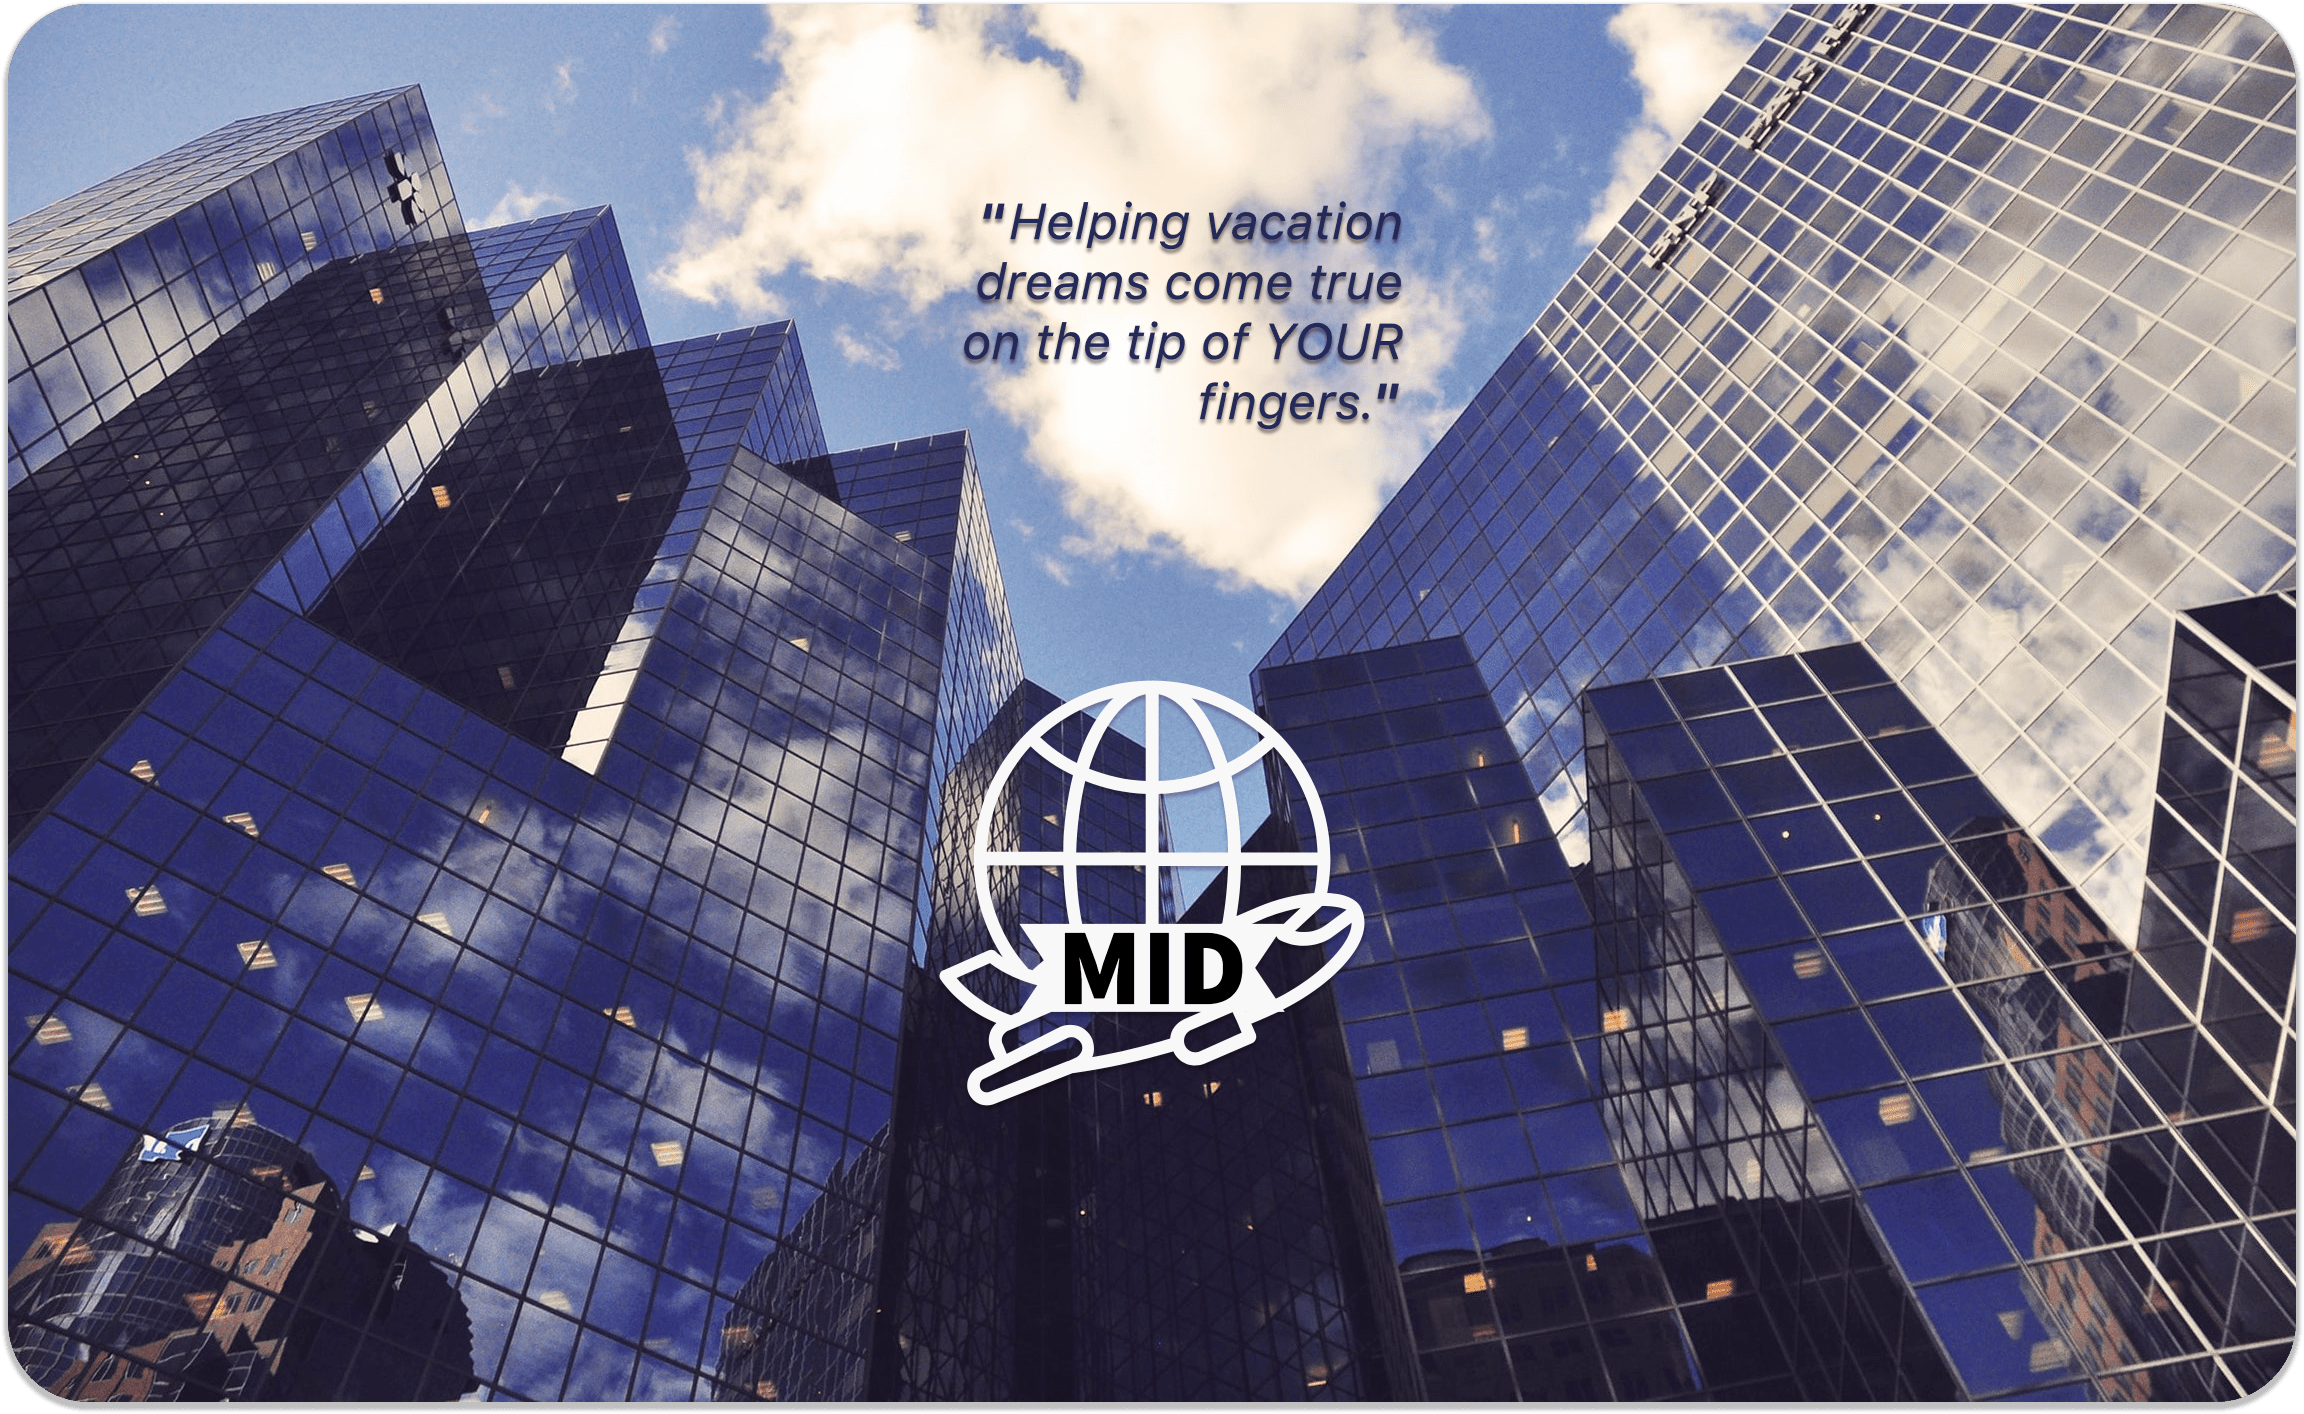 "Helping vacation
dreams come true
on the tip of YOUR
fingers."
MID